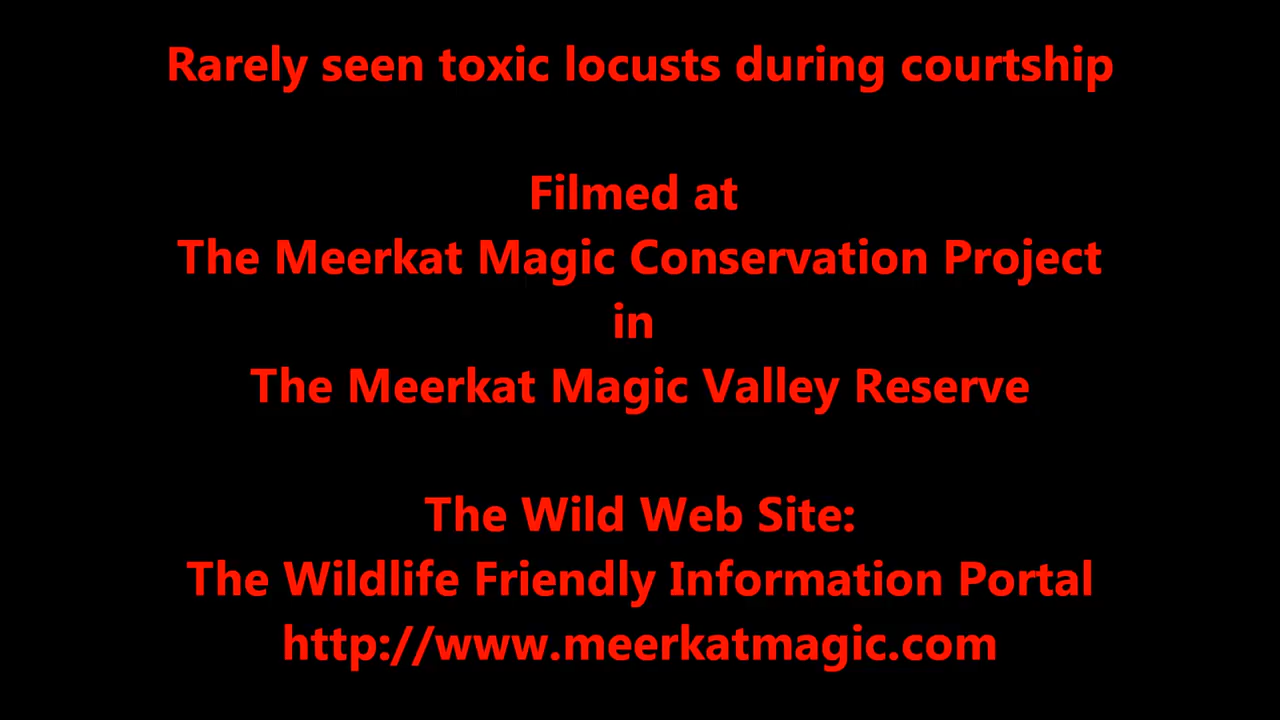 Rarely seen toxic locusts during courtship
Filmed at
The Meerkat Magic Conservation Project
in
The Meerkat Magic Valley Reserve
The Wild Web Site:
The Wildlife Friendly Information Portal
http://www.meerkatmagic.com